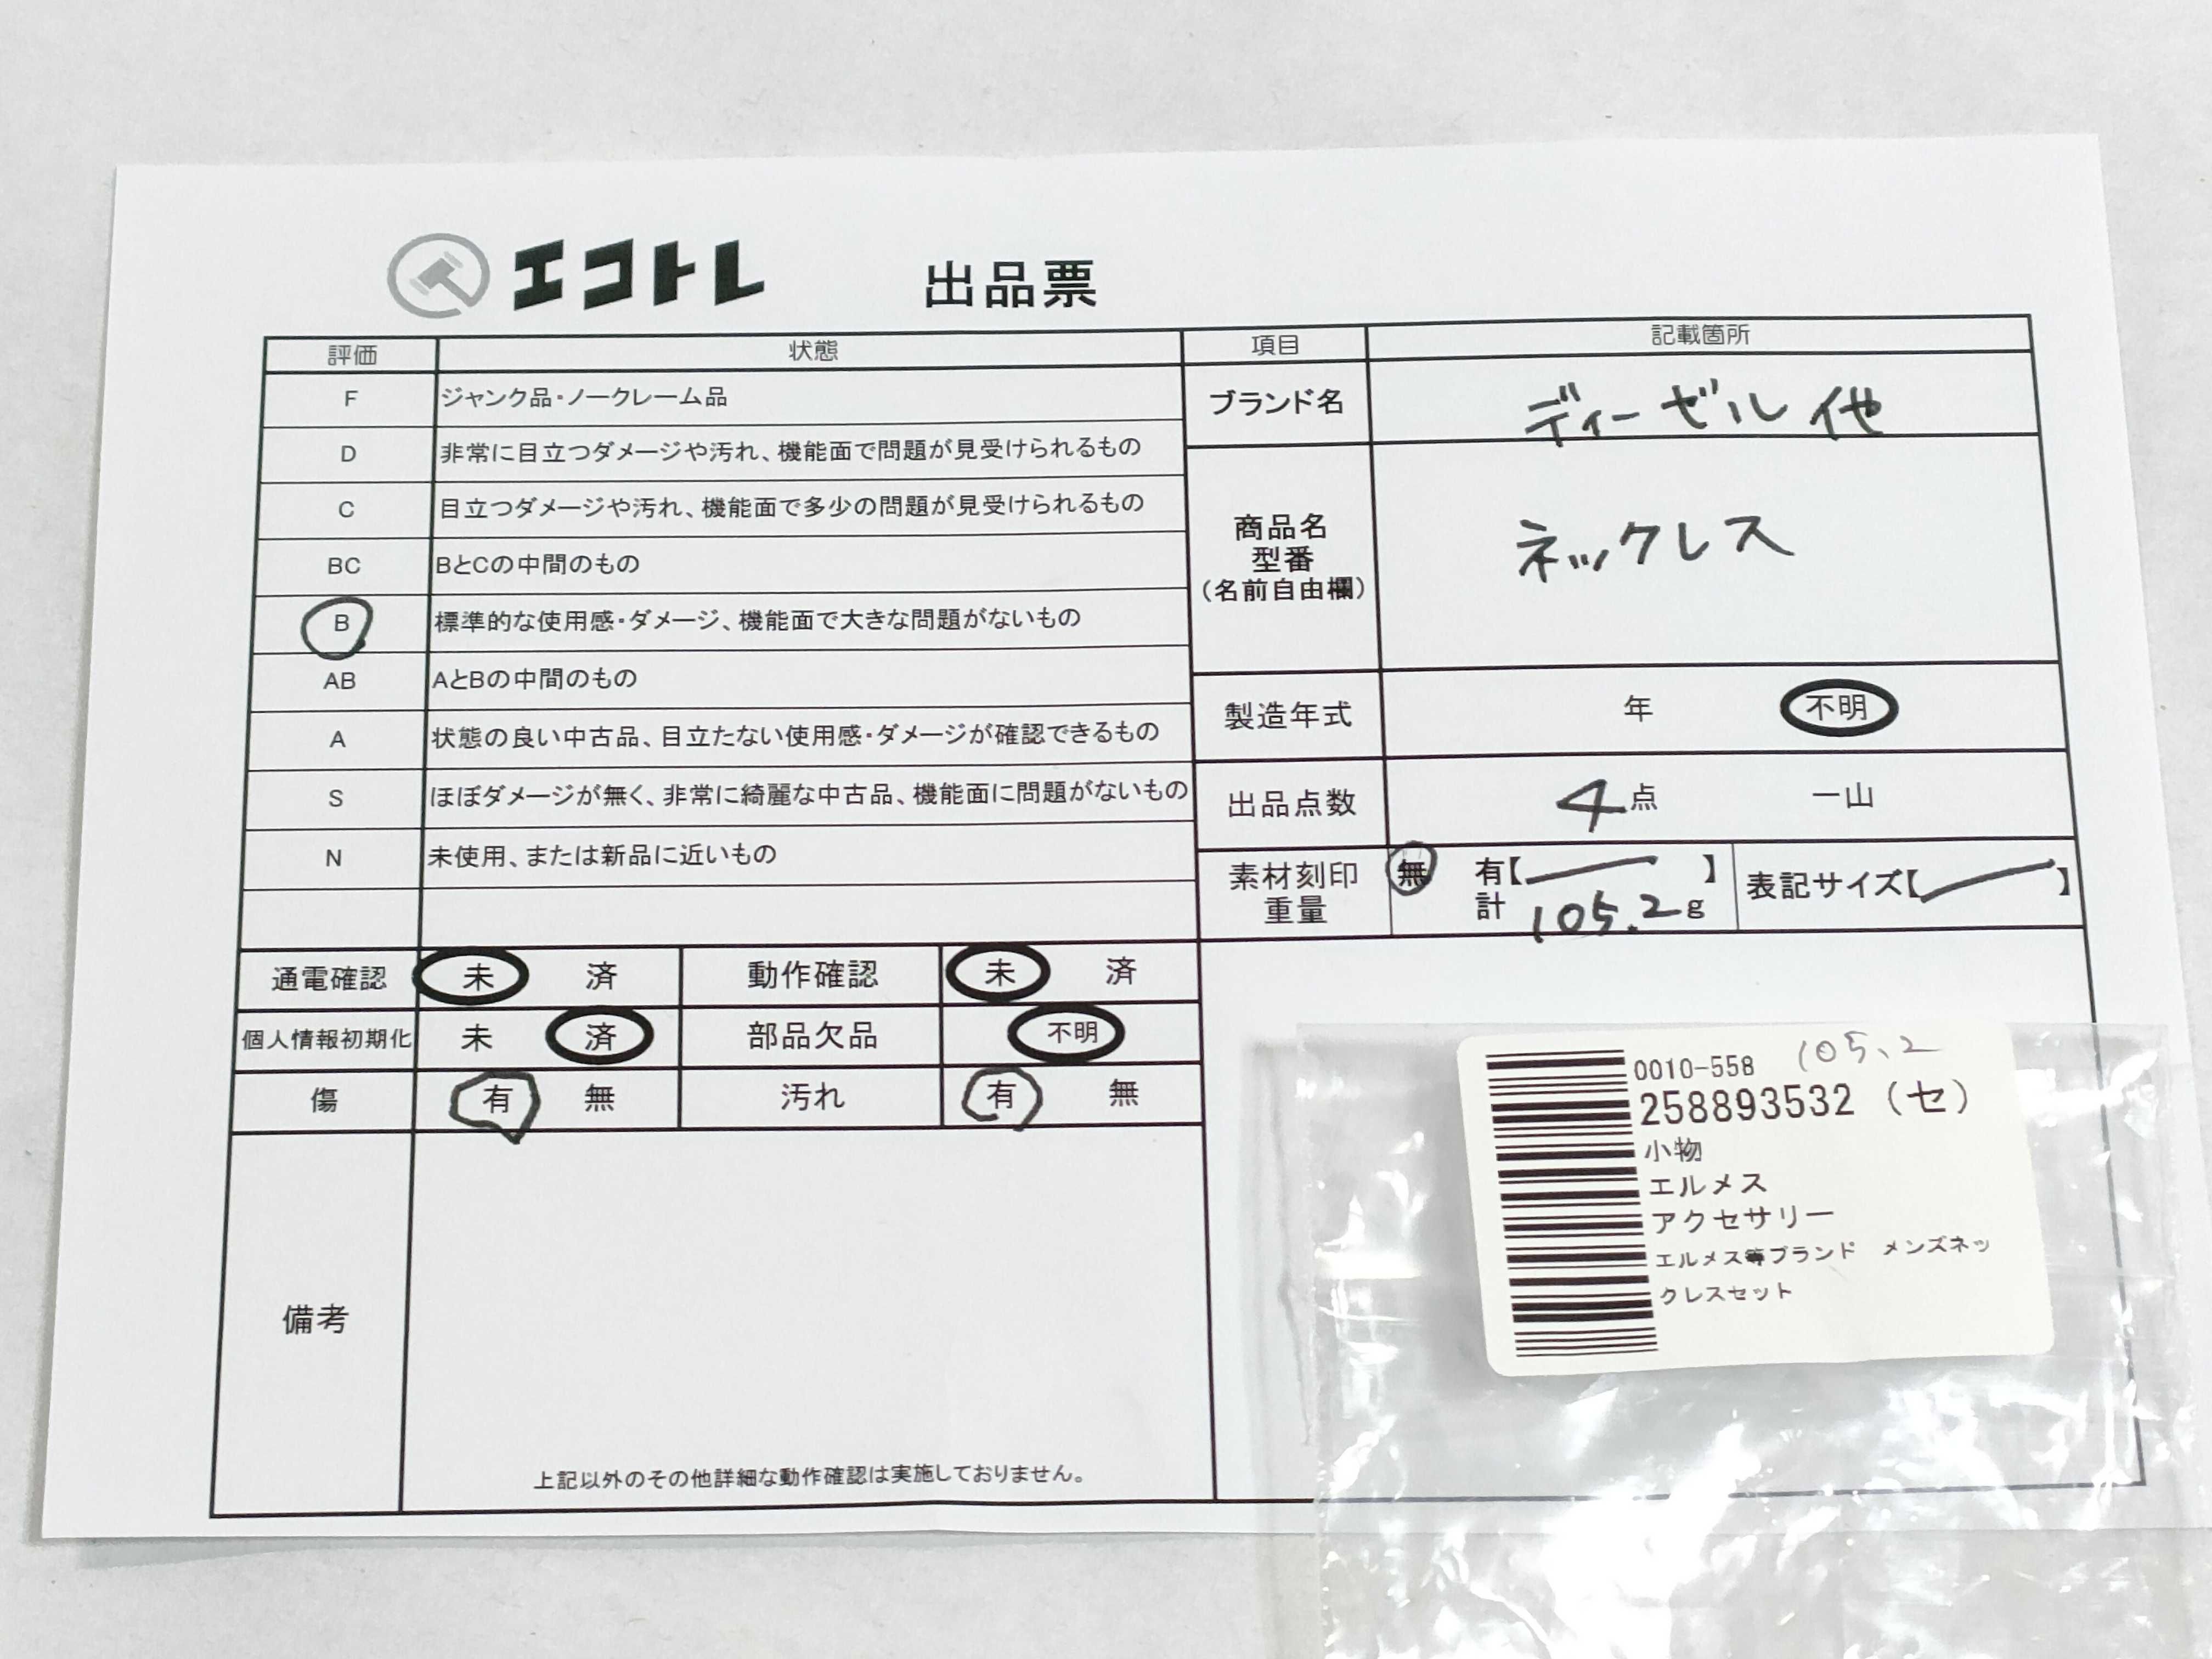 エコトレ 出品票
評価 状態 項目 記載箇所
F ジャンク品・ノークレーム品
D 非常に目立つダメージや汚れ、機能面で問題が見受けられるもの
C 目立つダメージや汚れ、機能面で多少の問題が見受けられるもの
BC BとCの中間のもの
B 標準的な使用感・ダメージ、機能面で大きな問題がないもの
AB AとBの中間のもの
A 状態の良い中古品、目立たない使用感・ダメージが確認できるもの
S ほぼダメージが無く、非常に綺麗な中古品、機能面に問題がないもの
N 未使用、または新品に近いもの
ブランド名 ディーゼル他
商品名
型番
(名前自由欄)
ネックレス
製造年式 年 不明
出品点数 4点 一山
素材刻印 無 有【 】 表記サイズ【 】
重量 計 105.2g
通電確認 未 済 動作確認 未 済
個人情報初期化 未 済 部品欠品 不明
傷 有 無 汚れ 有 無
備考
上記以外のその他詳細な動作確認は実施しておりません。
0010-558 105.2
258893532 (セ)
小物
エルメス
アクセサリー
エルメス等ブランド メンズネッ
クレスセット